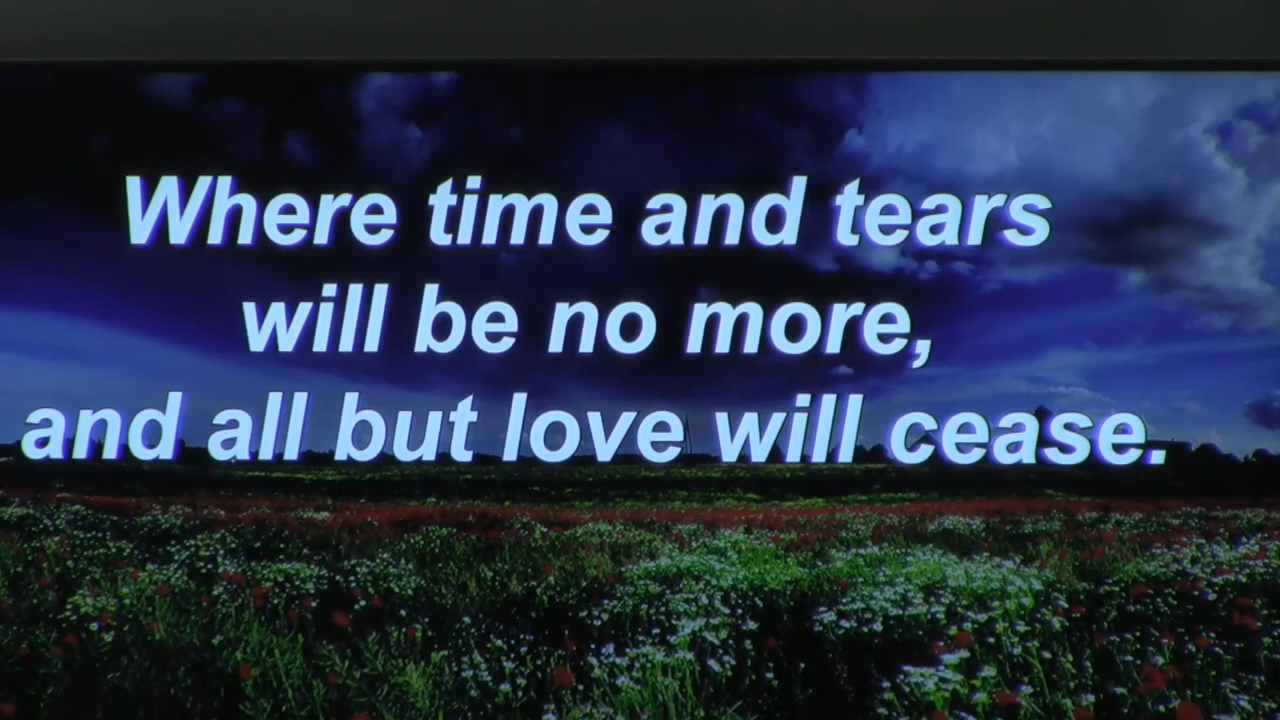 Where time and tears
will be no more,
and all but love will cease.